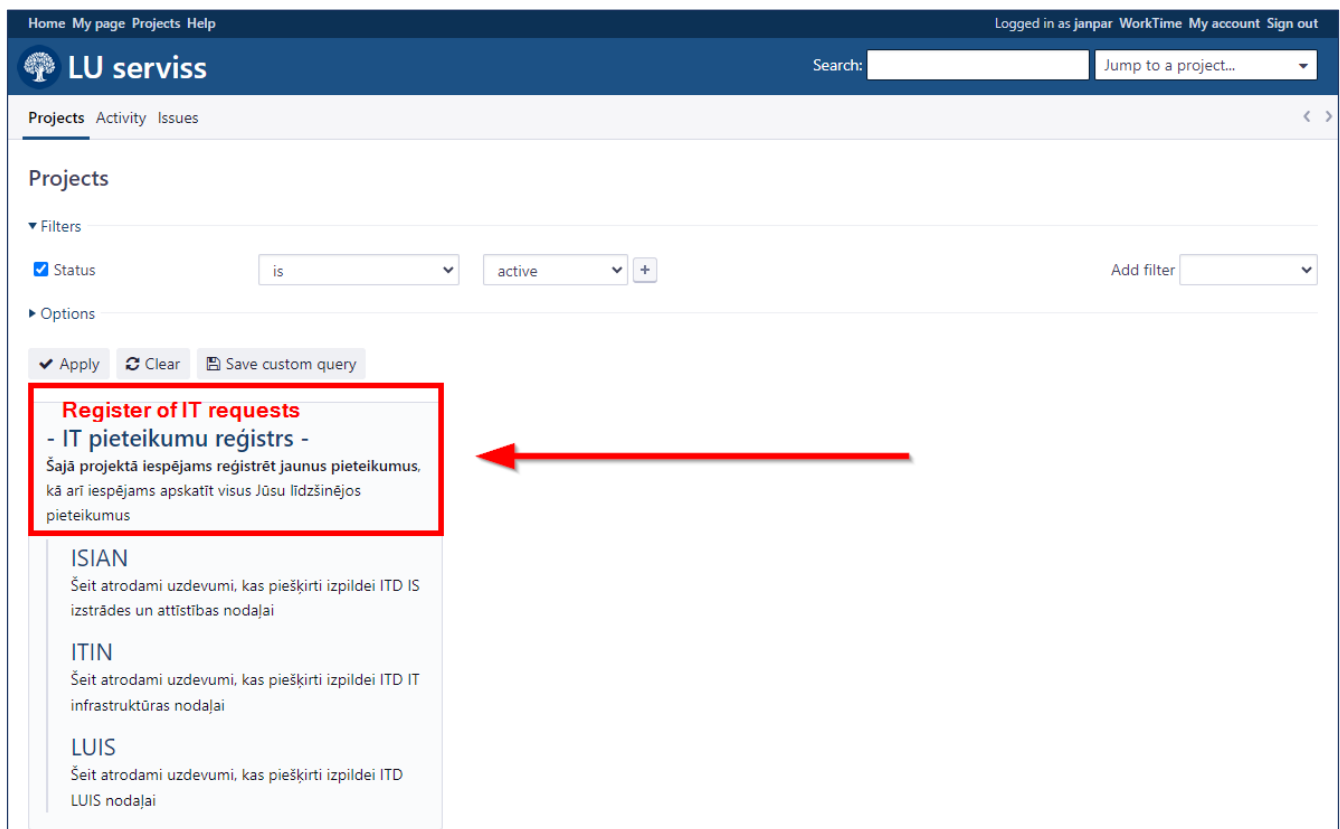 Home My page Projects Help
Logged in as janpar WorkTime My account Sign out
LU serviss
Search:
Jump to a project...
Projects Activity Issues
Projects
Filters
Status
is
active
Add filter
Options
Apply
Clear
Save custom query
Register of IT requests
- IT pieteikumu reģistrs -
Šajā projektā iespējams reģistrēt jaunus pieteikumus,
kā arī iespējams apskatīt visus Jūsu līdzšinējos
pieteikumus
ISIAN
Šeit atrodami uzdevumi, kas piešķirti izpildei ITD IS
izstrādes un attīstības nodaļai
ITIN
Šeit atrodami uzdevumi, kas piešķirti izpildei ITD IT
infrastruktūras nodaļai
LUIS
Šeit atrodami uzdevumi, kas piešķirti izpildei ITD
LUIS nodaļai